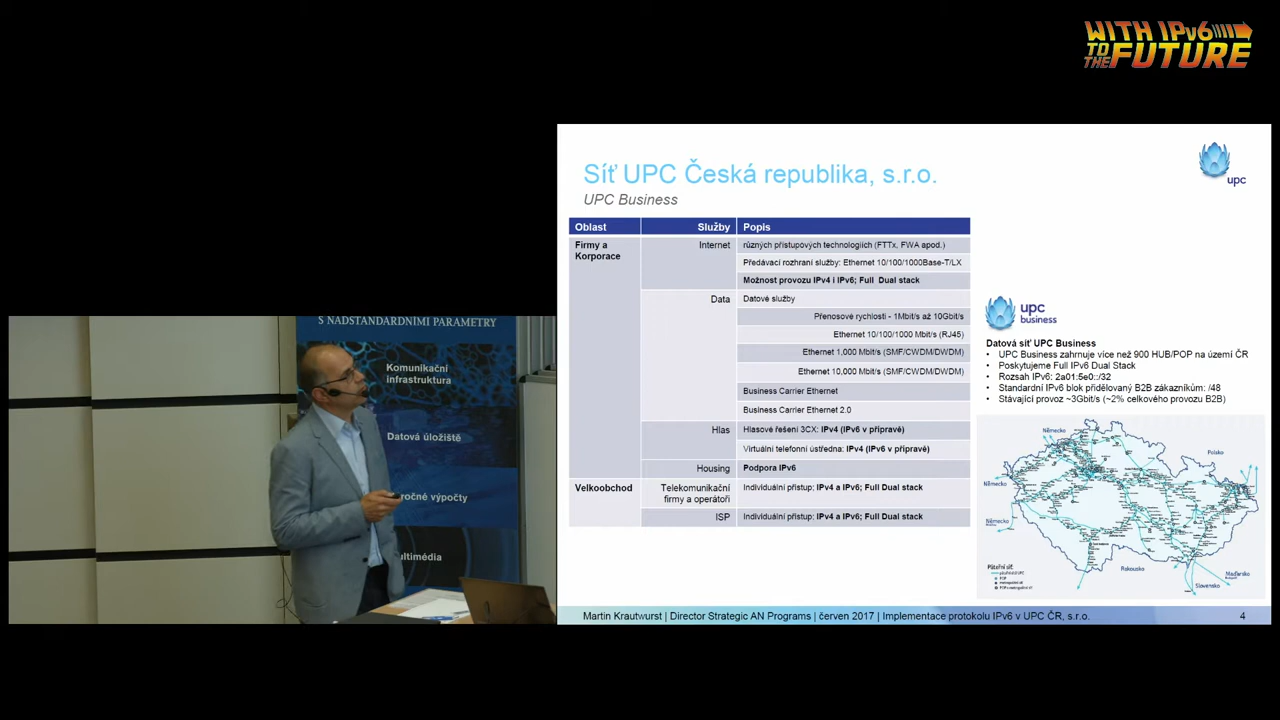 WITH IPv6
TO THE FUTURE
Síť UPC Česká republika, s.r.o.
upc
UPC Business
Oblast Služby Popis
Firmy a Korporace
Internet
různých přístupových technologiích (FTTx, FWA apod.)
Předávací rozhraní služby: Ethernet 10/100/1000Base-T/LX
Možnost provozu IPv4 i IPv6; Full Dual stack
Data
Datové služby
Přenosové rychlosti - 1Mbit/s až 10Gbit/s
Ethernet 10/100/1000 Mbit/s (RJ45)
Ethernet 1,000 Mbit/s (SMF/CWDM/DWDM)
Ethernet 10,000 Mbit/s (SMF/CWDM/DWDM)
Business Carrier Ethernet
Business Carrier Ethernet 2.0
Hlas
Hlasové řešení 3CX: IPv4 (IPv6 v přípravě)
Virtuální telefonní ústředna: IPv4 (IPv6 v přípravě)
Housing
Podpora IPv6
Velkoobchod
Telekomunikační
firmy a operátoři
Individuální přístup; IPv4 a IPv6; Full Dual stack
ISP
Individuální přístup; IPv4 a IPv6; Full Dual stack
upc
business
Datová síť UPC Business
• UPC Business zahrnuje více než 900 HUB/POP na území ČR
• Poskytujeme Full IPv6 Dual Stack
• Rozsah IPv6: 2a01:5e0::/32
• Standardní IPv6 blok přidělovaný B2B zákazníkum: /48
• Stávající provoz ~3Gbit/s (~2% celkového provozu B2B)
Německo
Polsko
Německo
Německo
Rakousko
Maďarsko
Slovensko
Páteřní síť
Martin Krautwurst | Director Strategic AN Programs | červen 2017 | Implementace protokolu IPv6 v UPC ČR, s.r.o.
4
S NADSTANDARDNÍMI PARAMETRY
Komunikační
infrastruktura
Datová úložiště
ročné výpočty
ultimédia